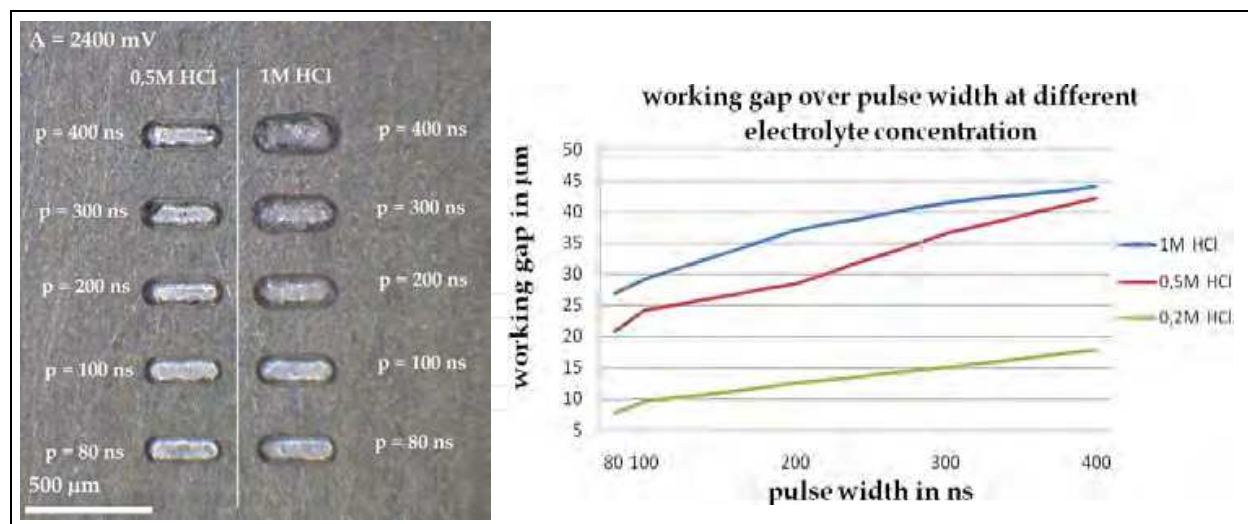 A = 2400 mV
0,5M HCl 1M HCl
p = 400 ns p = 400 ns
p = 300 ns p = 300 ns
p = 200 ns p = 200 ns
p = 100 ns p = 100 ns
p = 80 ns p = 80 ns
500 µm
working gap over pulse width at different
electrolyte concentration
working gap in µm
50
45
40
35
30
25
20
15
10
5
80 100 200 300 400
pulse width in ns
1M HCl
0,5M HCl
0,2M HCl